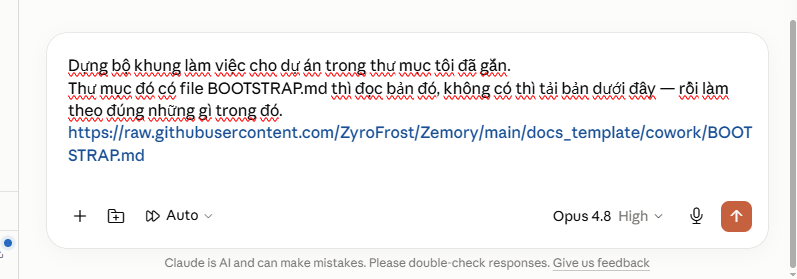 Dựng bộ khung làm việc cho dự án trong thư mục tôi đã gắn.
Thư mục đó có file BOOTSTRAP.md thì đọc bản đó, không có thì tải bản dưới đây — rồi làm
theo đúng những gì trong đó.
https://raw.githubusercontent.com/ZyroFrost/Zemory/main/docs_template/cowork/BOOT
STRAP.md
Auto
Opus 4.8 High
Claude is AI and can make mistakes. Please double-check responses. Give us feedback